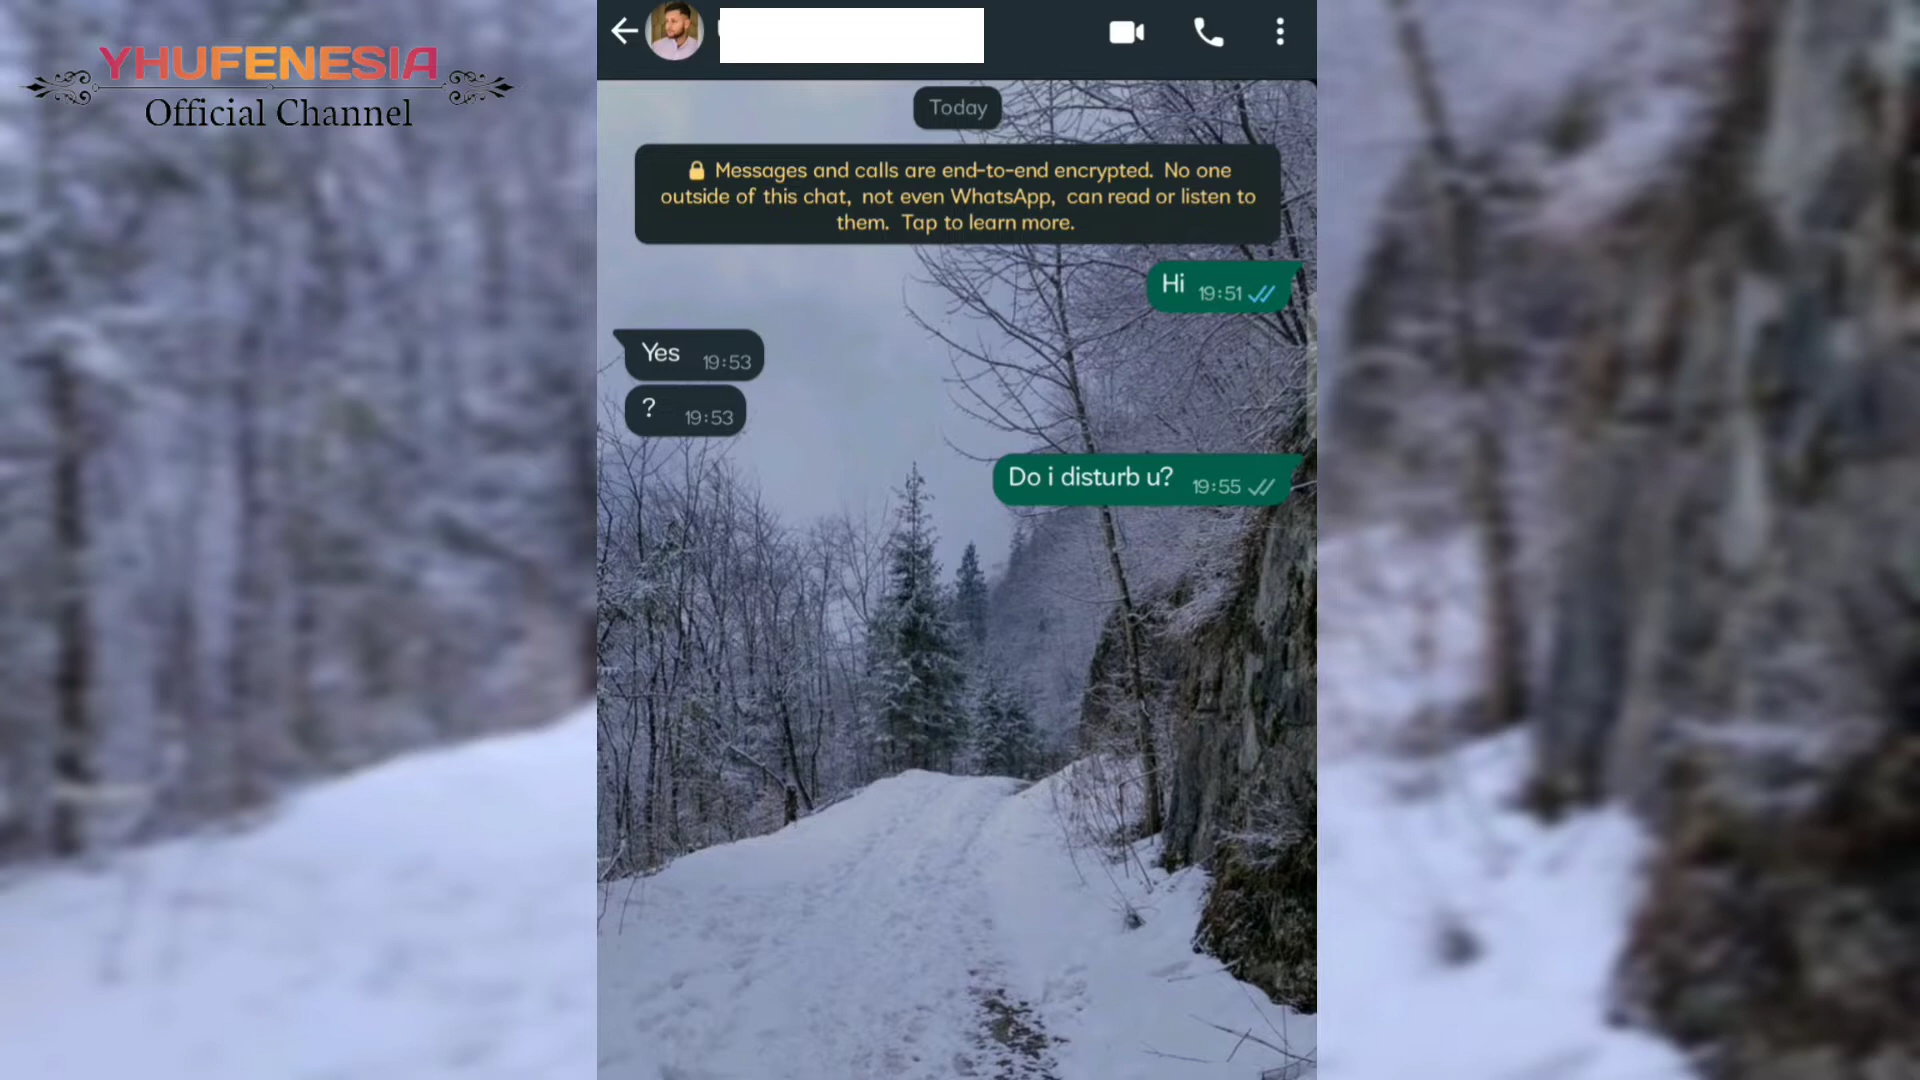 YHUFENESIA
Official Channel
Today
Messages and calls are end-to-end encrypted. No one
outside of this chat, not even WhatsApp, can read or listen to
them. Tap to learn more.
Hi 19:51
Yes 19:53
? 19:53
Do i disturb u? 19:55